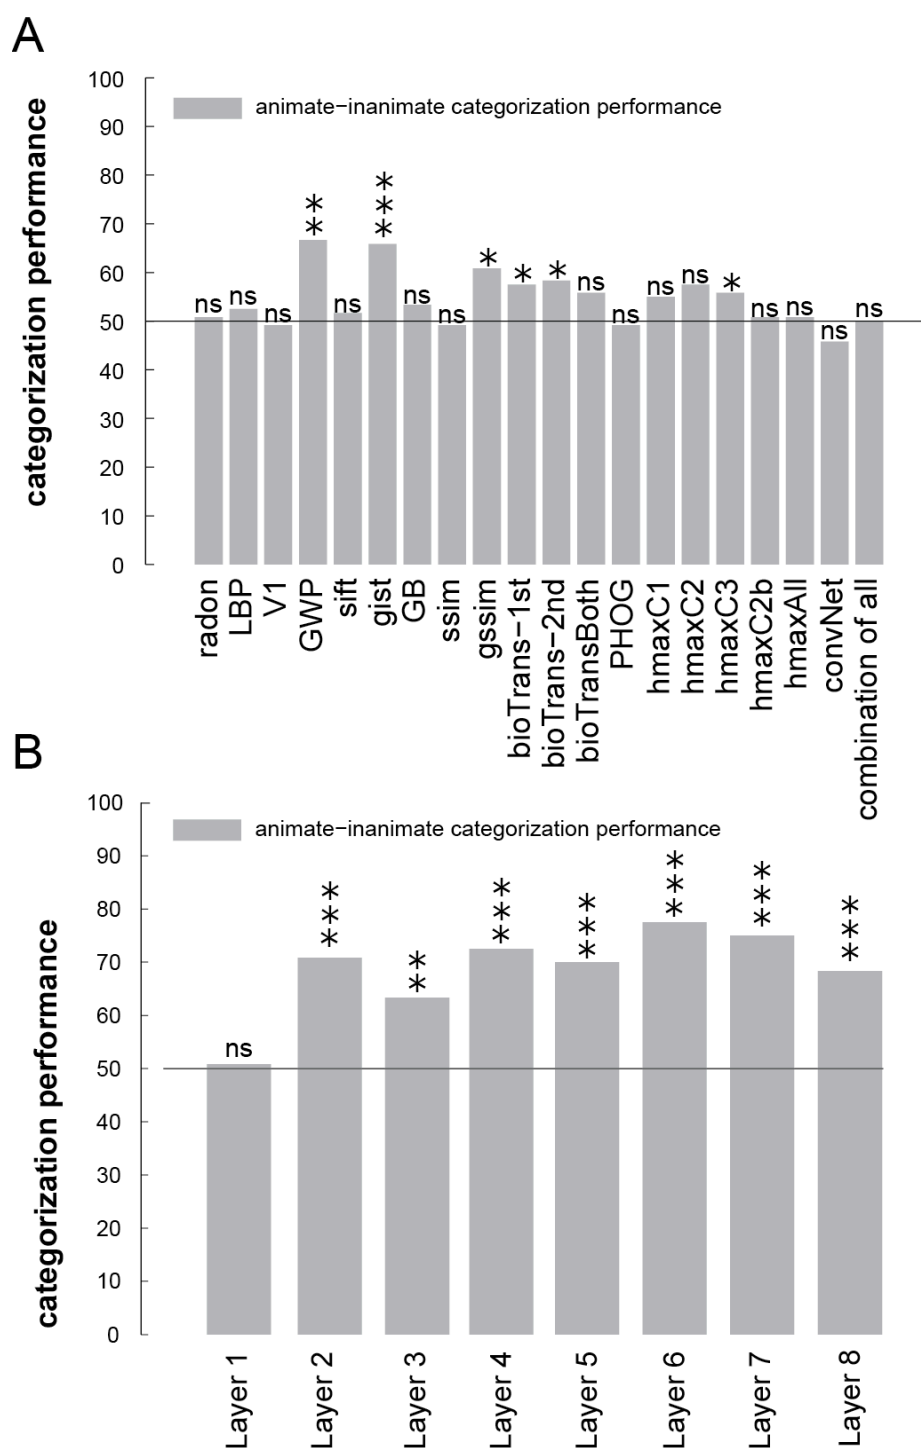 A
categorization performance
100
90
80
70
60
50
40
30
20
10
0
animate-inanimate categorization performance
ns
ns
ns
**
ns
***
ns
ns
*
*
*
ns
ns
ns
ns
*
ns
ns
ns
ns
radon
LBP
V1
GWP
sift
gist
GB
ssim
gssim
bioTrans-1st
bioTrans-2nd
bioTransBoth
PHOG
hmaxC1
hmaxC2
hmaxC3
hmaxC2b
hmaxAll
convNet
combination of all
B
categorization performance
100
90
80
70
60
50
40
30
20
10
0
animate-inanimate categorization performance
ns
***
**
***
***
***
***
***
Layer 1
Layer 2
Layer 3
Layer 4
Layer 5
Layer 6
Layer 7
Layer 8